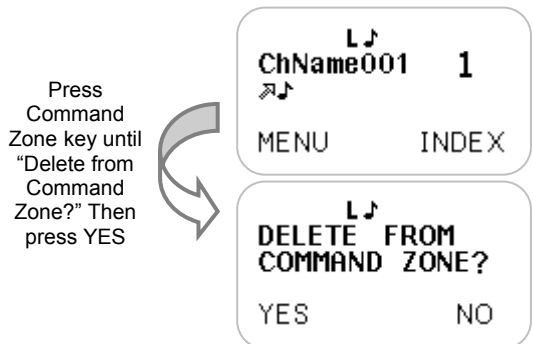 Press
Command
Zone key until
“Delete from
Command
Zone?” Then
press YES
L♪
ChName001 1
♪
MENU INDEX
L♪
DELETE FROM
COMMAND ZONE?
YES NO